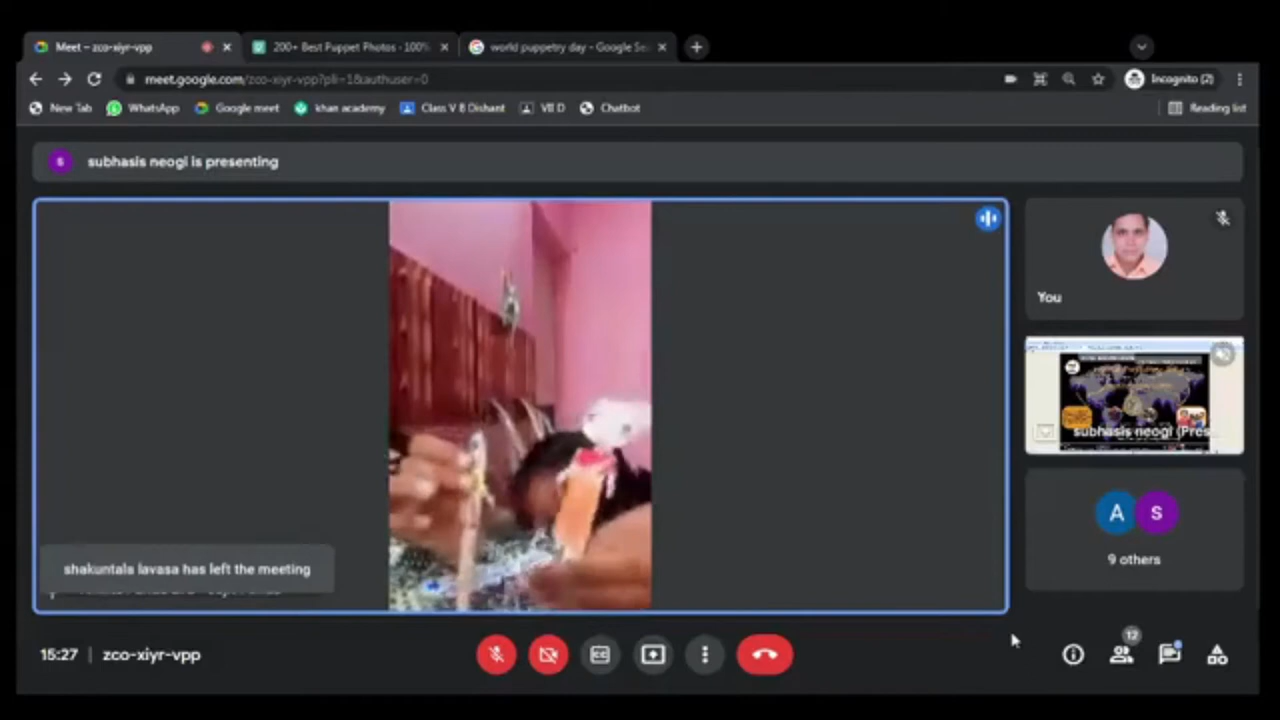 Meet – zco-xiyr-vpp
200+ Best Puppet Photos · 100%
world puppetry day - Google Sea
meet.google.com/zco-xiyr-vpp?pli=1&authuser=0
Incognito (2)
New Tab
WhatsApp
Google meet
khan academy
Class V B Dishant
VII D
Chatbot
Reading list
S
subhasis neogi is presenting
You
subhasis neogi (Pres...
A
S
9 others
shakuntala lavasa has left the meeting
15:27 | zco-xiyr-vpp
CC
12